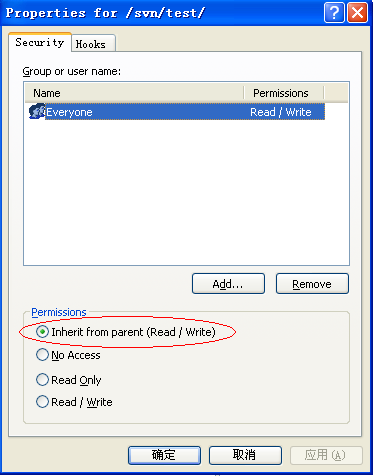 Properties for /svn/test/
Security Hooks
Group or user name:
Name Permissions
Everyone Read / Write
Add... Remove
Permissions
Inherit from parent (Read / Write)
No Access
Read Only
Read / Write
确定 取消 应用(A)